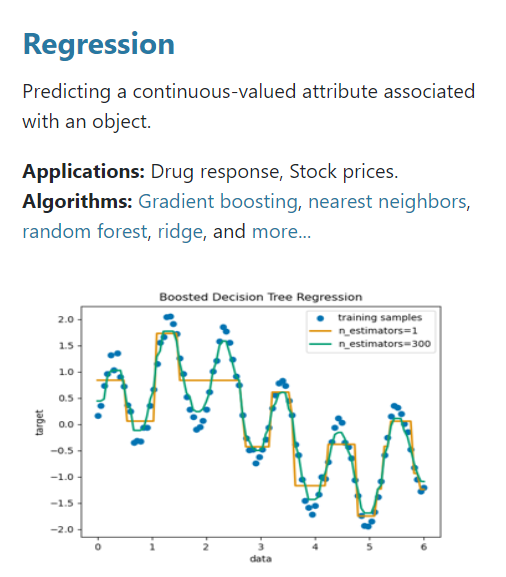 Regression
Predicting a continuous-valued attribute associated
with an object.
Applications: Drug response, Stock prices.
Algorithms: Gradient boosting, nearest neighbors,
random forest, ridge, and more...
Boosted Decision Tree Regression
training samples
n_estimators=1
n_estimators=300
2.0
1.5
1.0
0.5
0.0
−0.5
−1.0
−1.5
−2.0
target
0 1 2 3 4 5 6
data